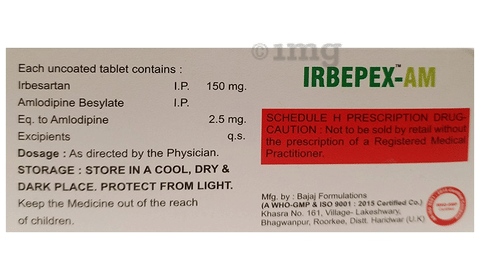 1mg
Each uncoated tablet contains :
Irbesartan I.P. 150 mg.
Amlodipine Besylate I.P.
Eq. to Amlodipine 2.5 mg.
Excipients q.s.
Dosage : As directed by the Physician.
STORAGE : STORE IN A COOL, DRY &
DARK PLACE. PROTECT FROM LIGHT.
Keep the Medicine out of the reach
of children.
IRBEPEX™-AM
SCHEDULE H PRESCRIPTION DRUG-
CAUTION : Not to be sold by retail without
the prescription of a Registered Medical
Practitioner.
Mfg. by : Bajaj Formulations
(A WHO-GMP & ISO 9001 : 2015 Certified Co.)
Khasra No. 161, Village- Lakeshwary,
Bhagwanpur, Roorkee, Distt. Haridwar (U.K)